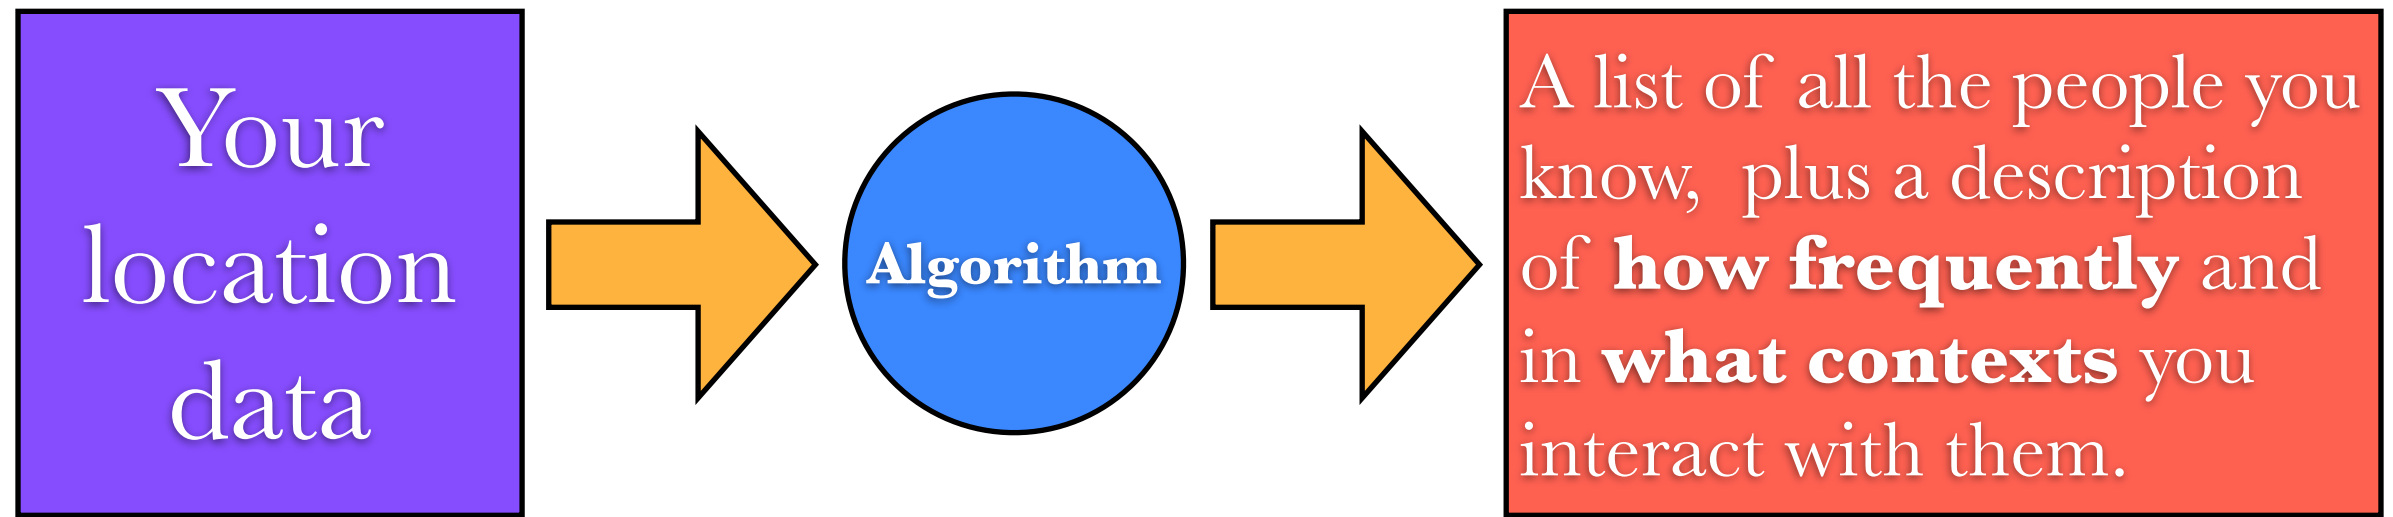 Your
location
data
Algorithm
A list of all the people you
know, plus a description
of how frequently and
in what contexts you
interact with them.